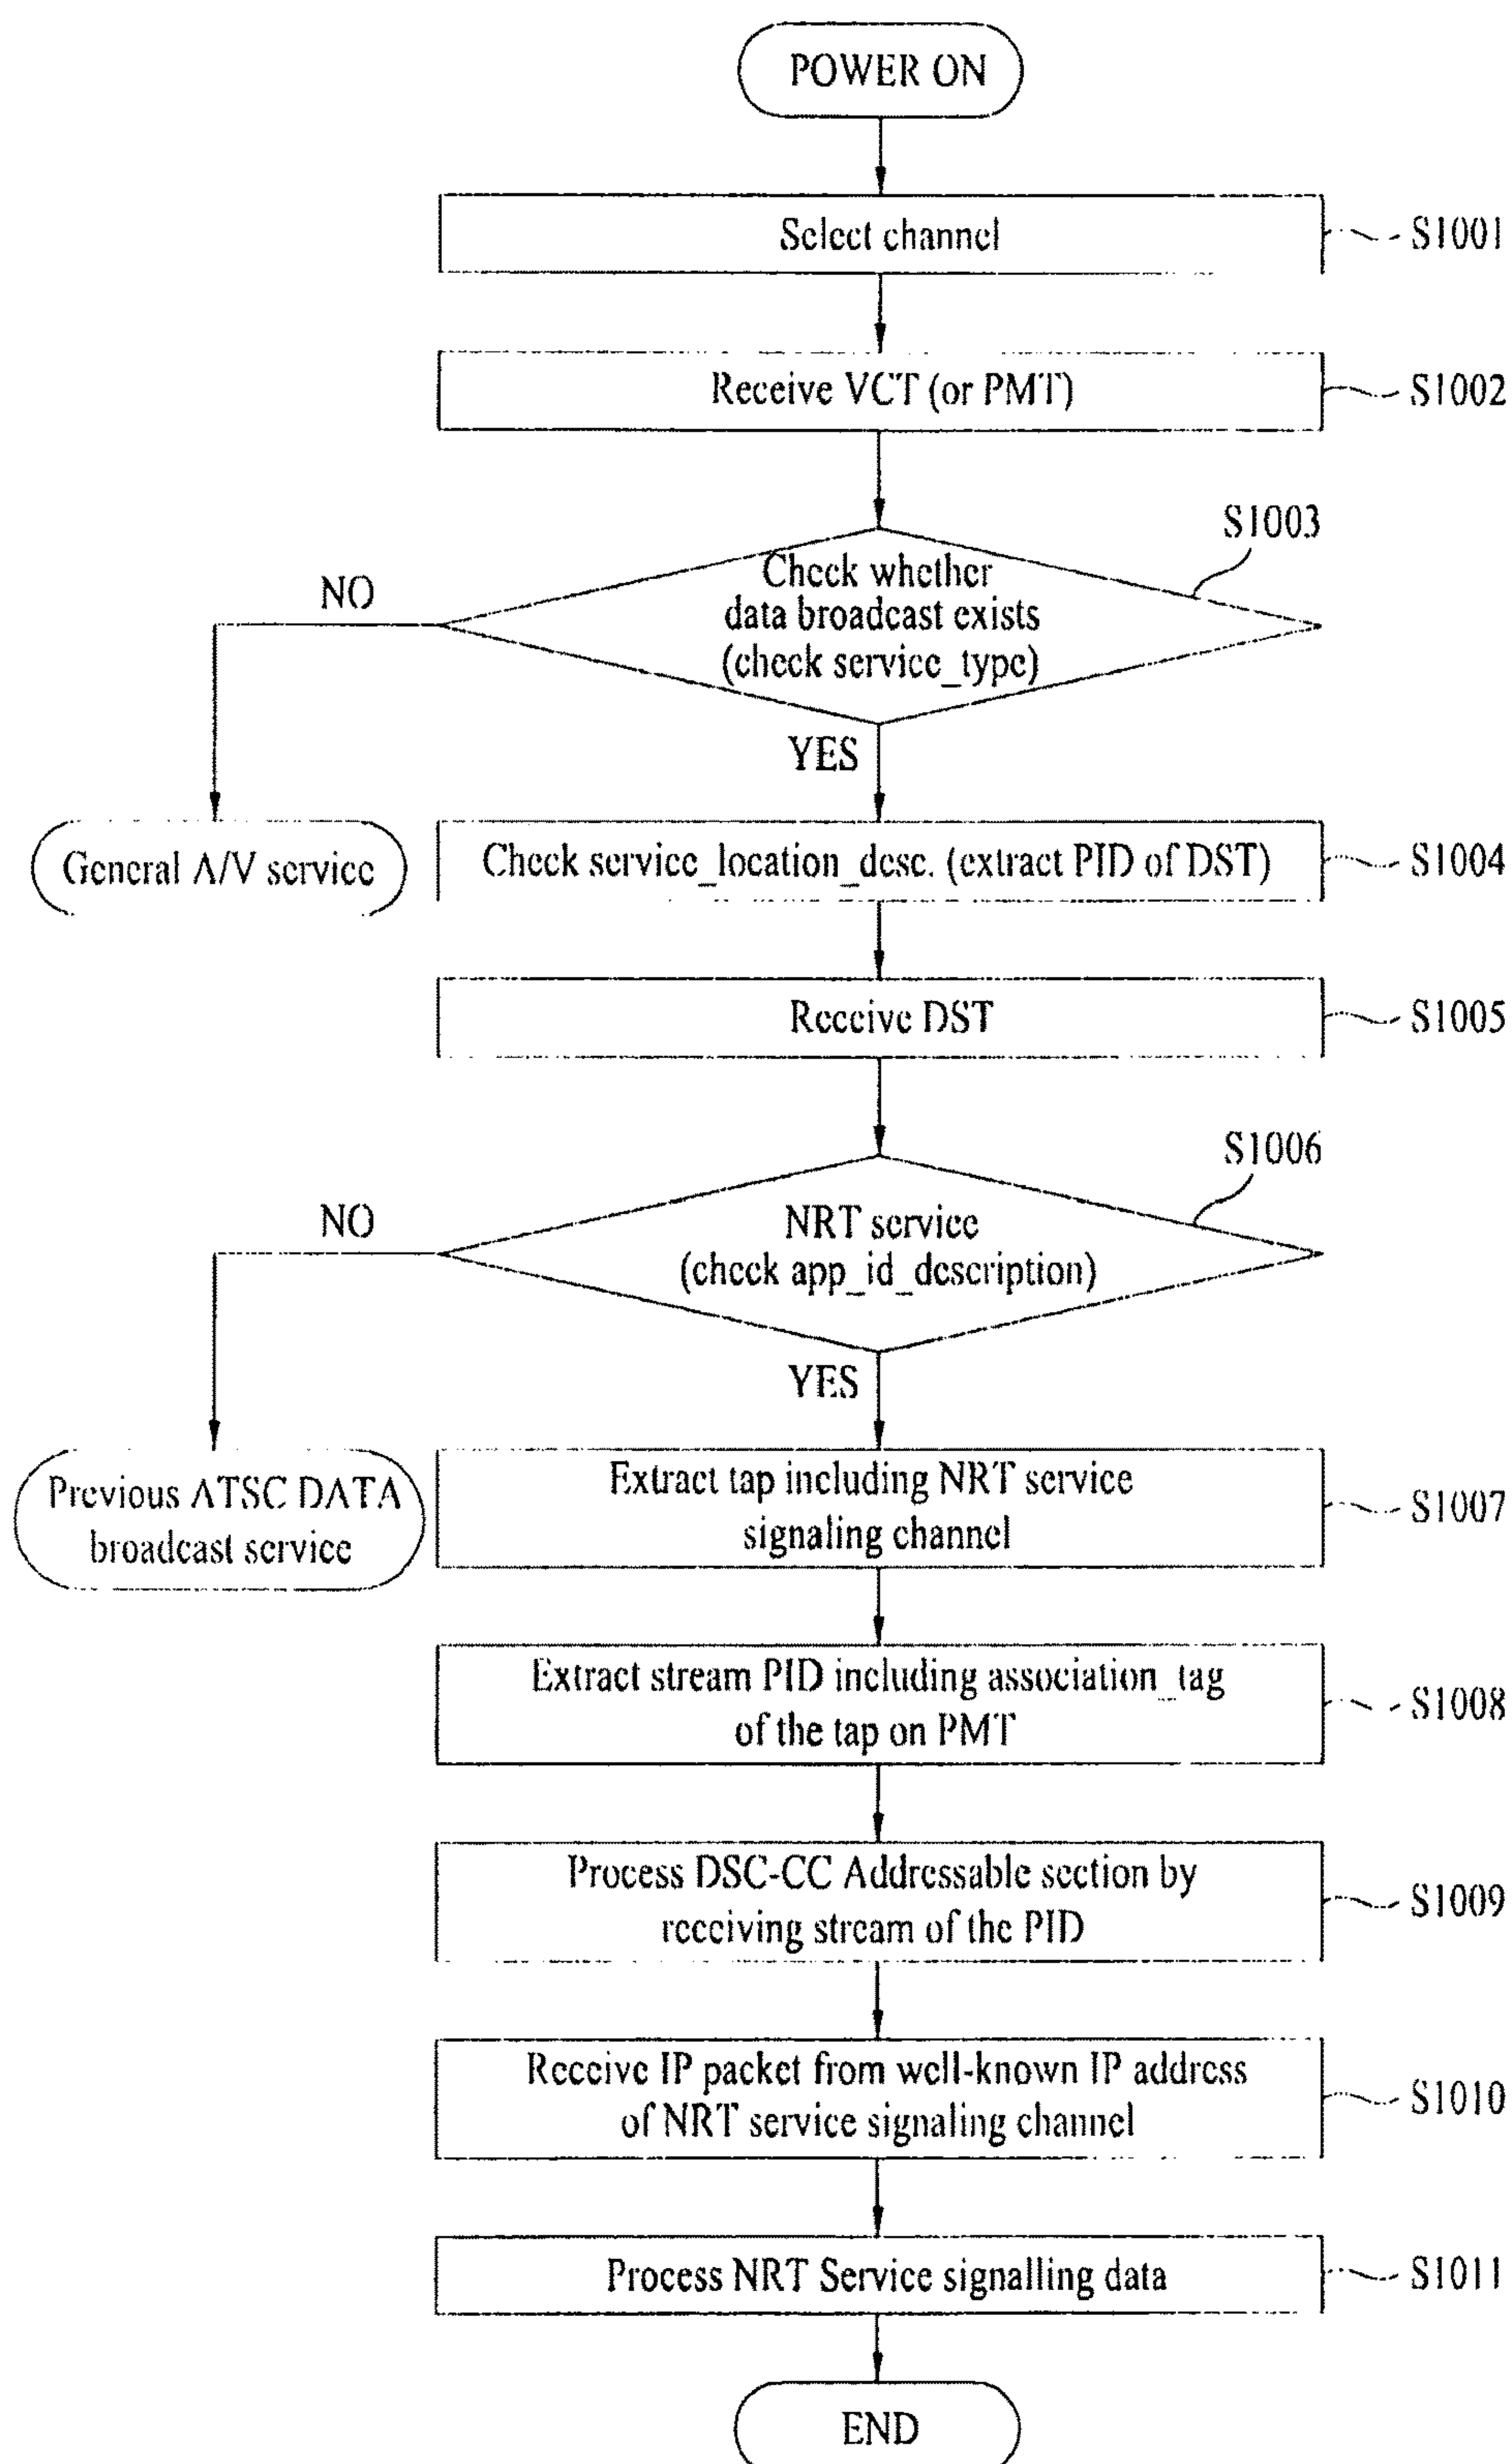 POWER ON
Select channel
S1001
Receive VCT (or PMT)
S1002
S1003
Check whether
data broadcast exists
(check service_type)
NO
YES
General A/V service
Check service_location_desc. (extract PID of DST)
S1004
Receive DST
S1005
S1006
NRT service
(check app_id_description)
NO
YES
Previous ATSC DATA
broadcast service
Extract tap including NRT service
signaling channel
S1007
Extract stream PID including association_tag
of the tap on PMT
S1008
Process DSC-CC Addressable section by
receiving stream of the PID
S1009
Receive IP packet from well-known IP address
of NRT service signaling channel
S1010
Process NRT Service signalling data
S1011
END